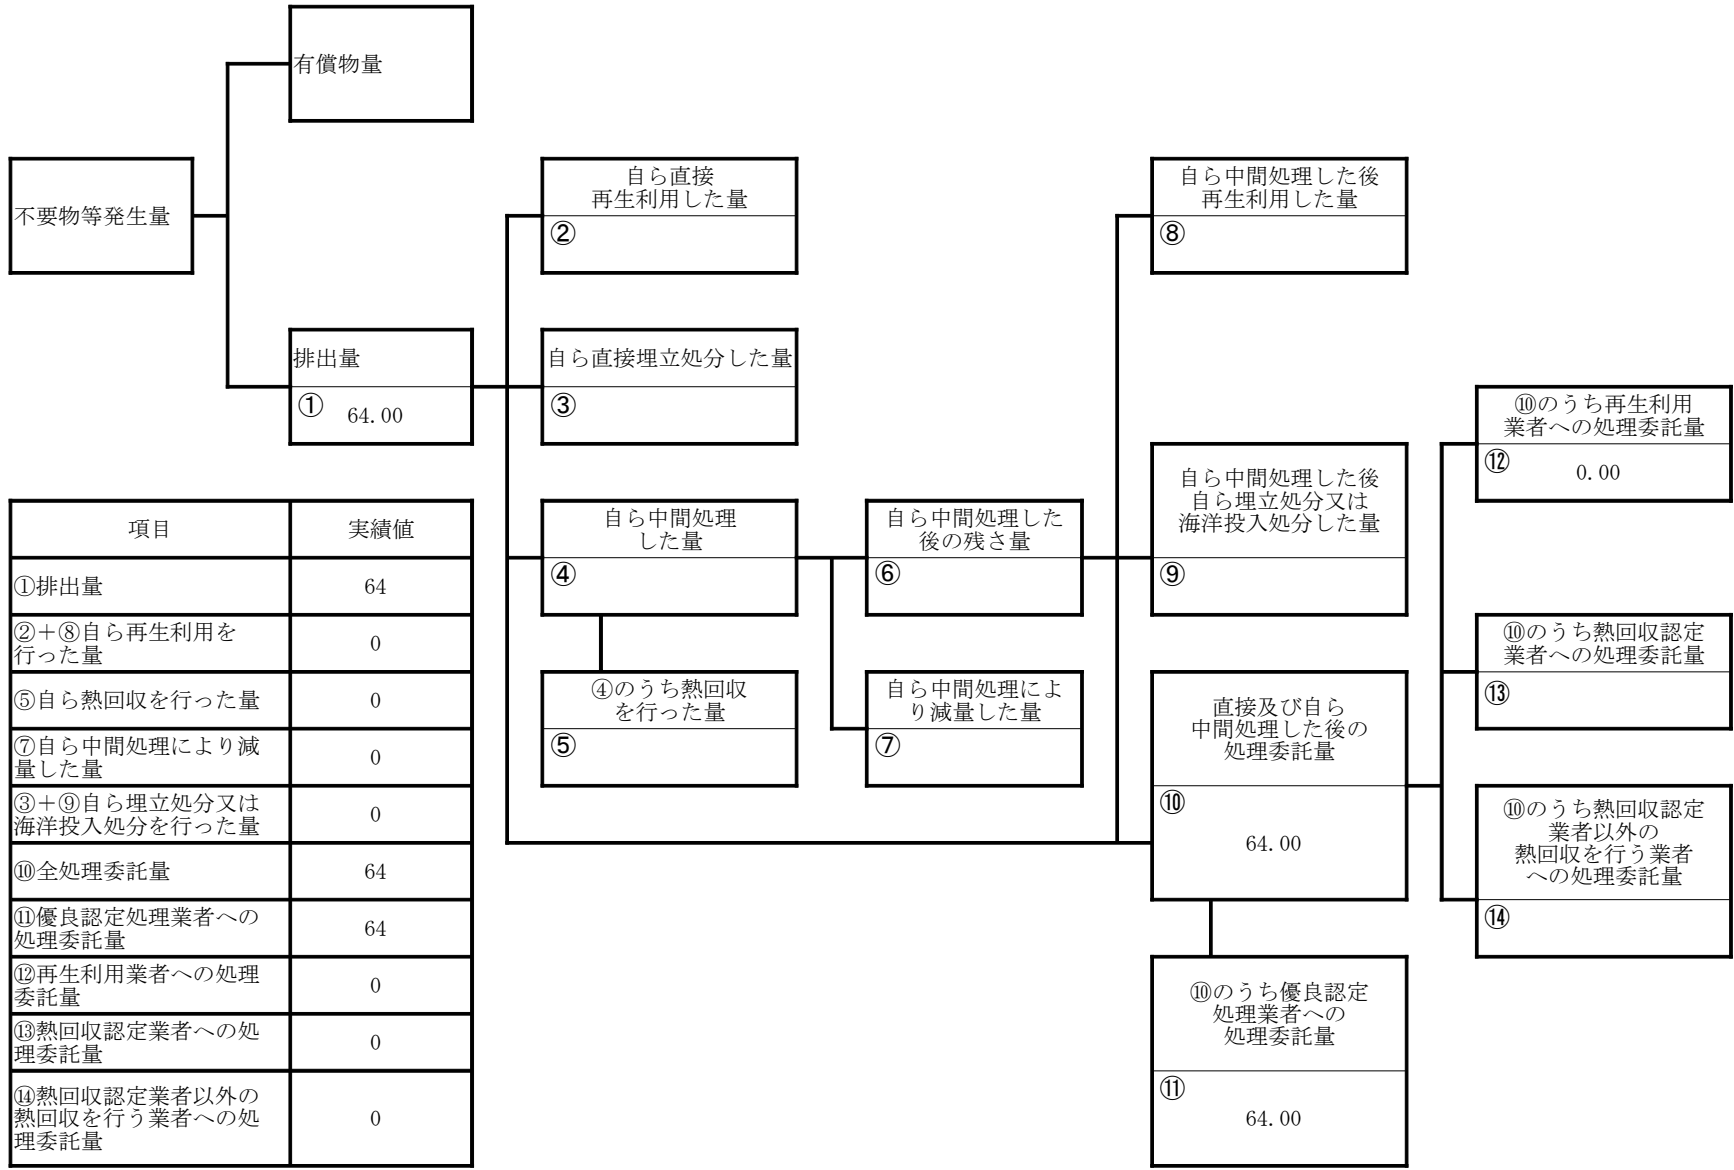 有償物量
不要物等発生量
自ら直接
再生利用した量
②
自ら中間処理した後
再生利用した量
⑧
排出量
① 64.00
自ら直接埋立処分した量
③
⑩のうち再生利用
業者への処理委託量
⑫ 0.00
自ら中間処理
した量
④
自ら中間処理した
後の残さ量
⑥
自ら中間処理した後
自ら埋立処分又は
海洋投入処分した量
⑨
⑩のうち熱回収認定
業者への処理委託量
⑬
④のうち熱回収
を行った量
⑤
自ら中間処理によ
り減量した量
⑦
直接及び自ら
中間処理した後の
処理委託量
⑩
64.00
⑩のうち熱回収認定
業者以外の
熱回収を行う業者
への処理委託量
⑭
⑩のうち優良認定
処理業者への
処理委託量
⑪
64.00
項目 実績値
①排出量 64
②+⑧自ら再生利用を
行った量 0
⑤自ら熱回収を行った量 0
⑦自ら中間処理により減
量した量 0
③+⑨自ら埋立処分又は
海洋投入処分を行った量 0
⑩全処理委託量 64
⑪優良認定処理業者への
処理委託量 64
⑫再生利用業者への処理
委託量 0
⑬熱回収認定業者への処
理委託量 0
⑭熱回収認定業者以外の
熱回収を行う業者への処
理委託量 0